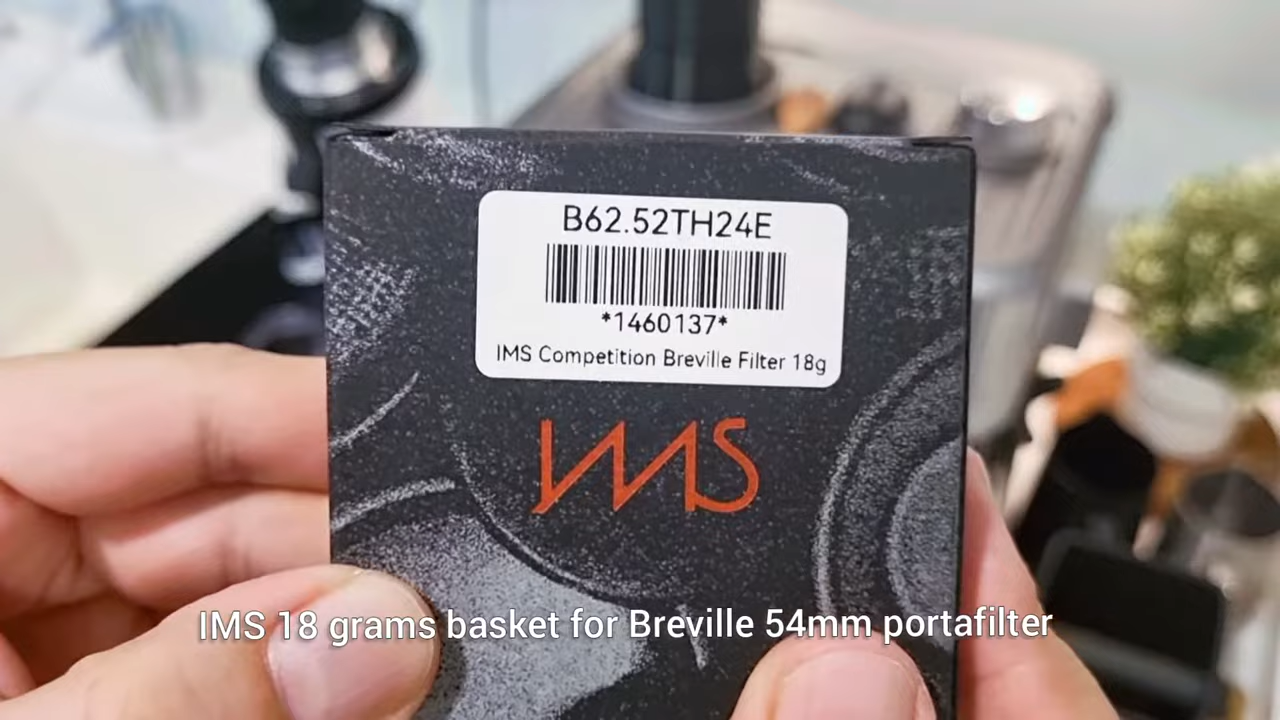 B62.52TH24E
*1460137*
IMS Competition Breville Filter 18g
IMS
IMS 18 grams basket for Breville 54mm portafilter